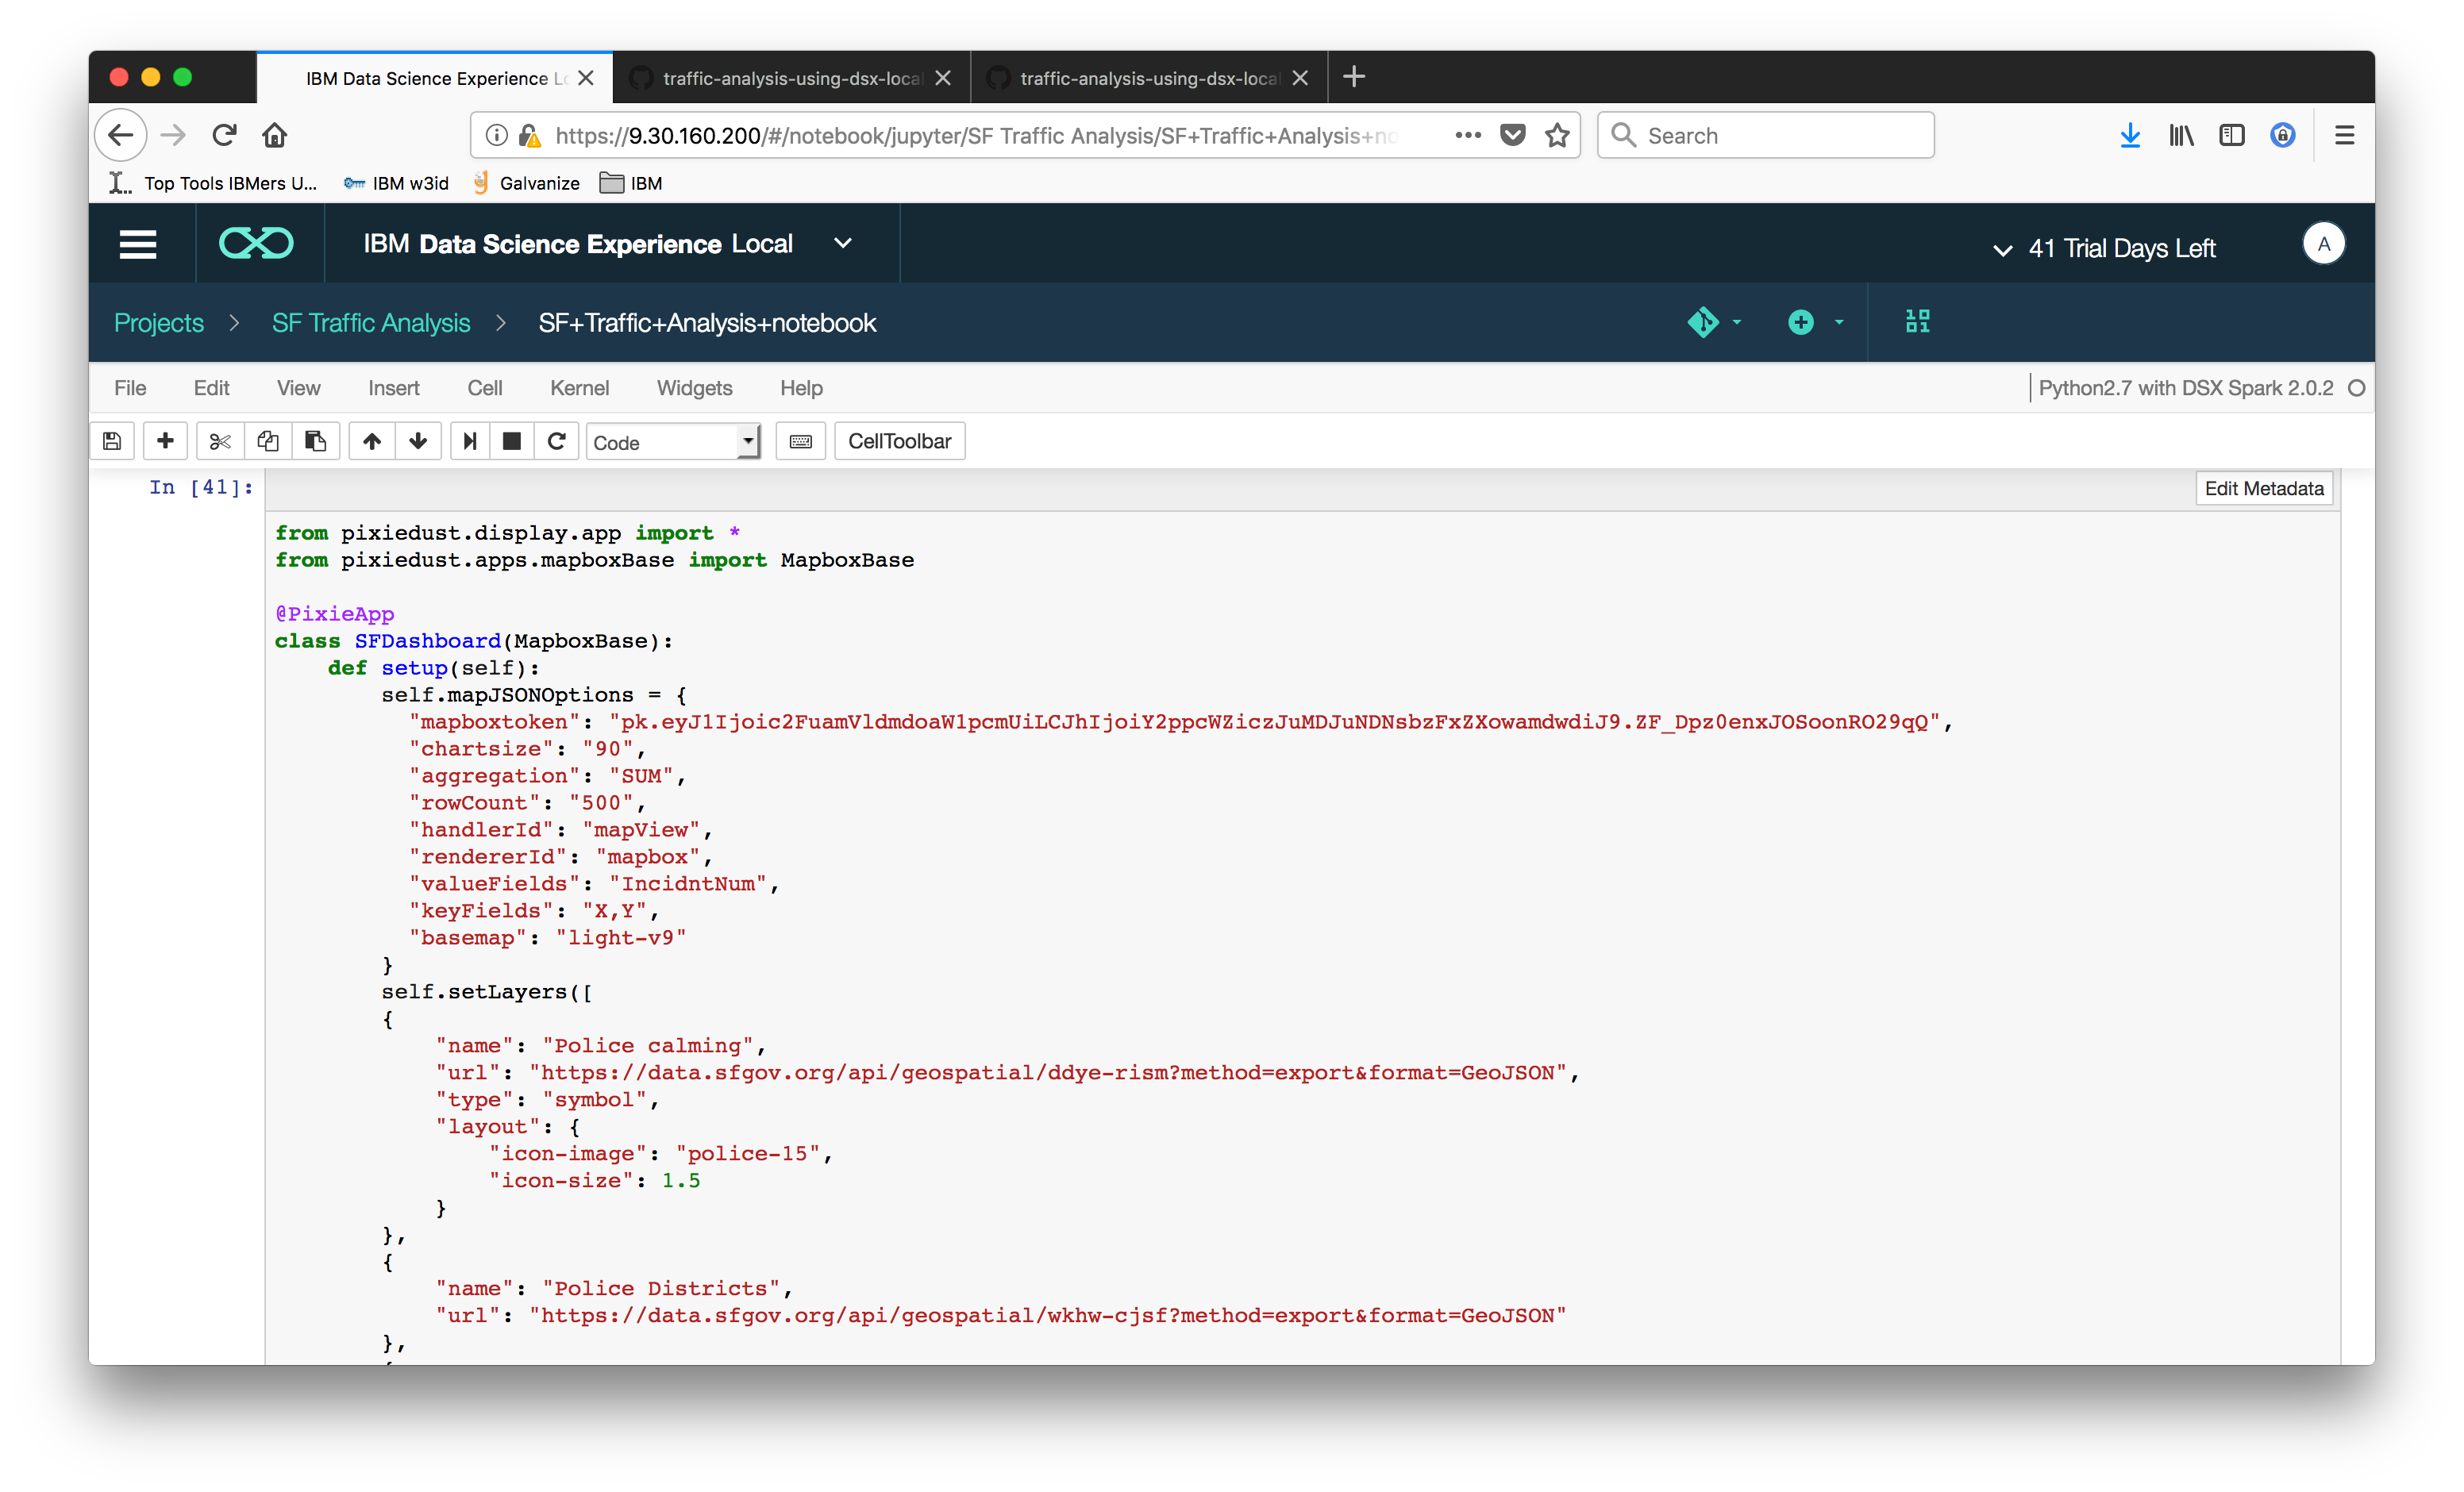 IBM Data Science Experience Lo
traffic-analysis-using-dsx-local
traffic-analysis-using-dsx-local
https://9.30.160.200/#/notebook/jupyter/SF Traffic Analysis/SF+Traffic+Analysis+no
Search
Top Tools IBMers U...
IBM w3id
Galvanize
IBM
IBM Data Science Experience Local
41 Trial Days Left
A
Projects > SF Traffic Analysis > SF+Traffic+Analysis+notebook
File Edit View Insert Cell Kernel Widgets Help
Python2.7 with DSX Spark 2.0.2
Code
CellToolbar
In [41]:
Edit Metadata
from pixiedust.display.app import *
from pixiedust.apps.mapboxBase import MapboxBase
@PixieApp
class SFDashboard(MapboxBase):
def setup(self):
self.mapJSONOptions = {
"mapboxtoken": "pk.eyJ1Ijoic2FuamVldmdoaW1pcmUiLCJhIjoiY2ppcWZiczJuMDJuNDNsbzFxZXowamdwdiJ9.ZF_Dpz0enxJOSoonRO29qQ",
"chartsize": "90",
"aggregation": "SUM",
"rowCount": "500",
"handlerId": "mapView",
"rendererId": "mapbox",
"valueFields": "IncidntNum",
"keyFields": "X,Y",
"basemap": "light-v9"
}
self.setLayers([
{
"name": "Police calming",
"url": "https://data.sfgov.org/api/geospatial/ddye-rism?method=export&format=GeoJSON",
"type": "symbol",
"layout": {
"icon-image": "police-15",
"icon-size": 1.5
}
},
{
"name": "Police Districts",
"url": "https://data.sfgov.org/api/geospatial/wkhw-cjsf?method=export&format=GeoJSON"
},